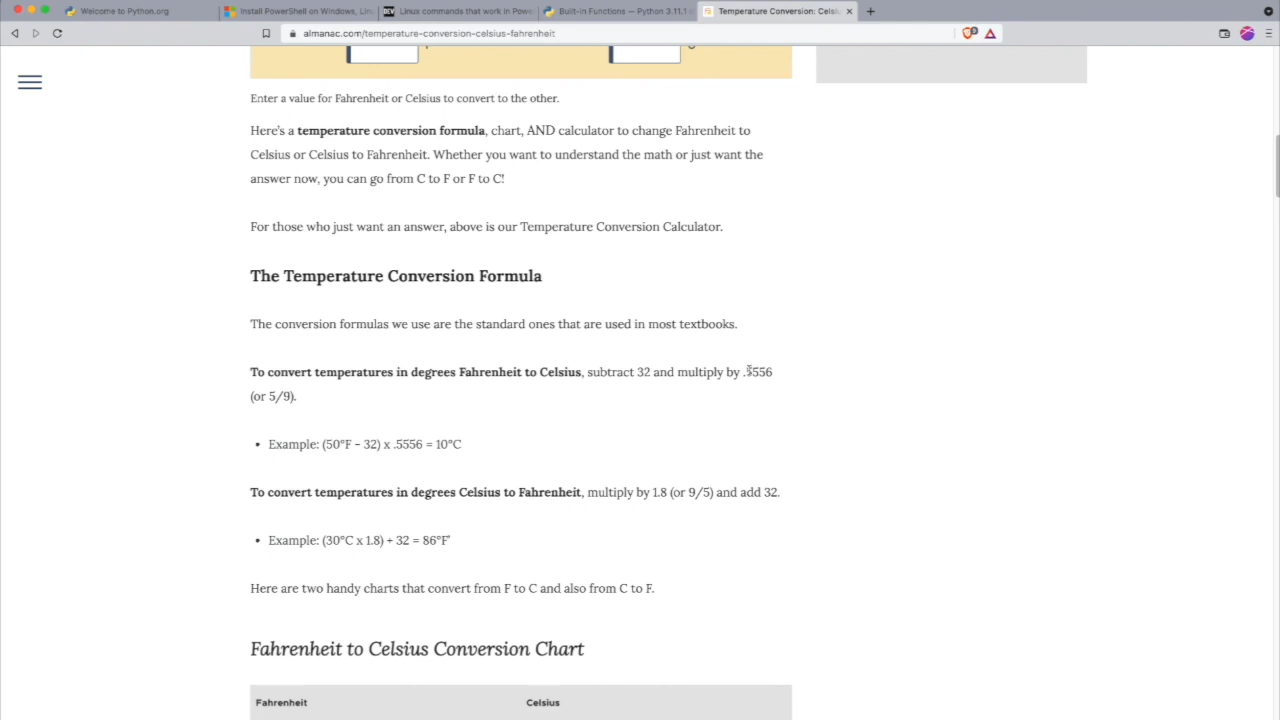 Welcome to Python.org
Install PowerShell on Windows, Linu
DEV
Linux commands that work in Powe
Built-in Functions — Python 3.11.1
Temperature Conversion: Celsiu
almanac.com/temperature-conversion-celsius-fahrenheit
Enter a value for Fahrenheit or Celsius to convert to the other.
Here's a temperature conversion formula, chart, AND calculator to change Fahrenheit to
Celsius or Celsius to Fahrenheit. Whether you want to understand the math or just want the
answer now, you can go from C to F or F to C!
For those who just want an answer, above is our Temperature Conversion Calculator.
The Temperature Conversion Formula
The conversion formulas we use are the standard ones that are used in most textbooks.
To convert temperatures in degrees Fahrenheit to Celsius, subtract 32 and multiply by .5556
(or 5/9).
• Example: (50°F - 32) x .5556 = 10°C
To convert temperatures in degrees Celsius to Fahrenheit, multiply by 1.8 (or 9/5) and add 32.
• Example: (30°C x 1.8) + 32 = 86°F
Here are two handy charts that convert from F to C and also from C to F.
Fahrenheit to Celsius Conversion Chart
Fahrenheit Celsius